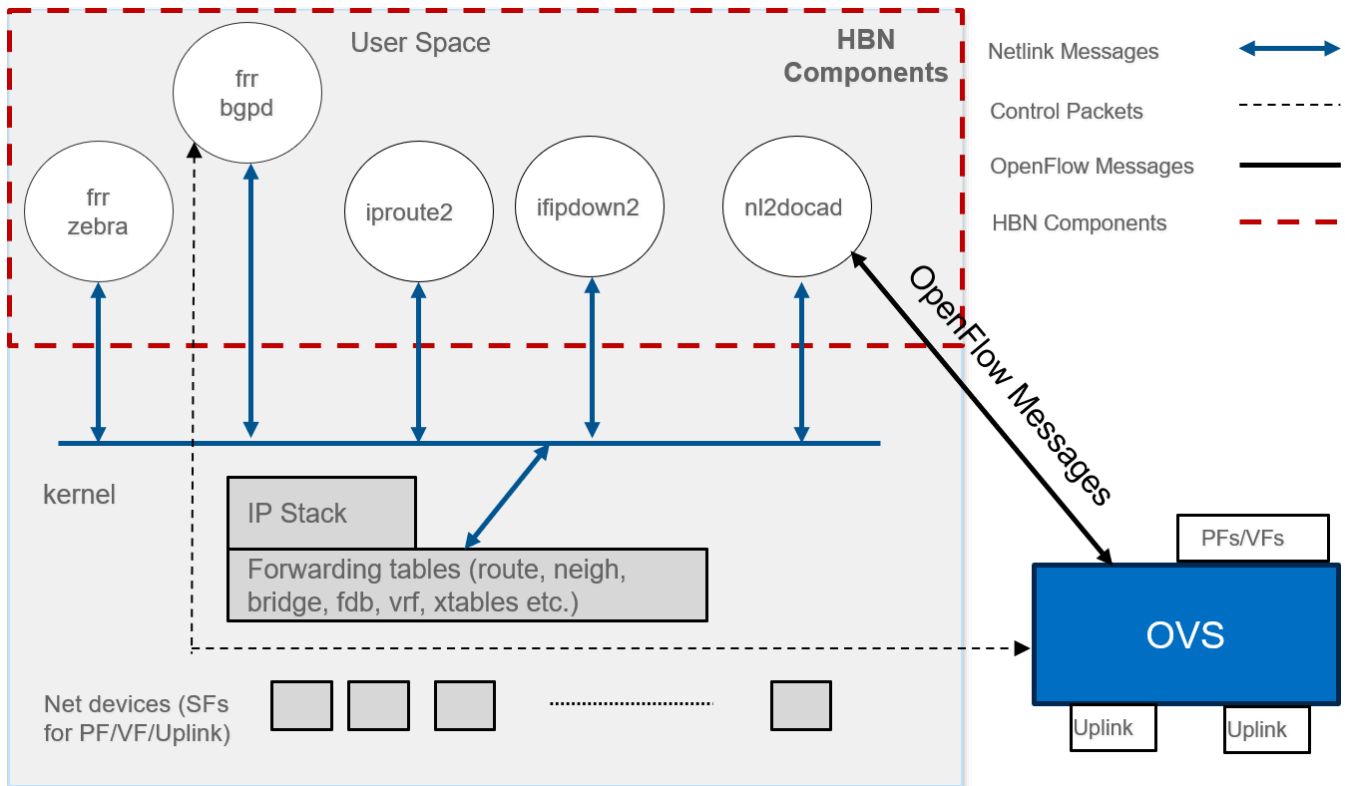 User Space
HBN
Components
frr
bgpd
frr
zebra
iproute2
ifipdown2
nl2docad
Netlink Messages
Control Packets
OpenFlow Messages
HBN Components
OpenFlow Messages
kernel
IP Stack
Forwarding tables (route, neigh,
bridge, fdb, vrf, xtables etc.)
Net devices (SFs
for PF/VF/Uplink)
PFs/VFs
OVS
Uplink
Uplink